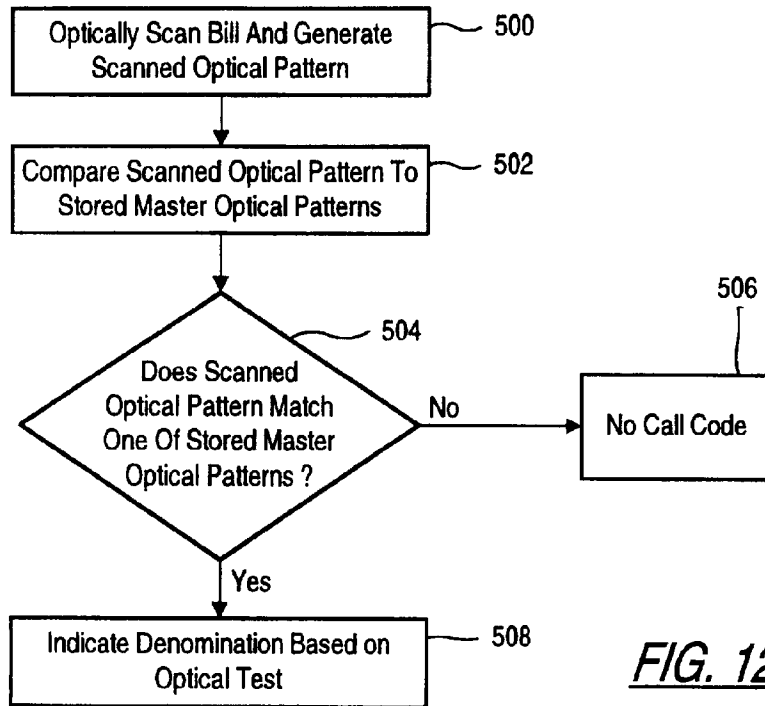 Optically Scan Bill And Generate
Scanned Optical Pattern
500
Compare Scanned Optical Pattern To
Stored Master Optical Patterns
502
504
Does Scanned
Optical Pattern Match
One Of Stored Master
Optical Patterns ?
No
506
No Call Code
Yes
Indicate Denomination Based on
Optical Test
508
FIG. 12